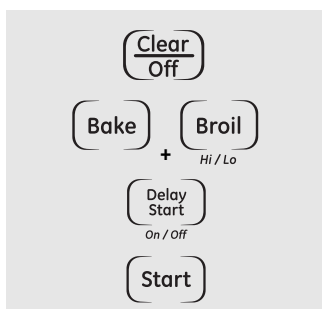 Clear
Off
Bake Broil
+ Hi / Lo
Delay
Start
On / Off
Start